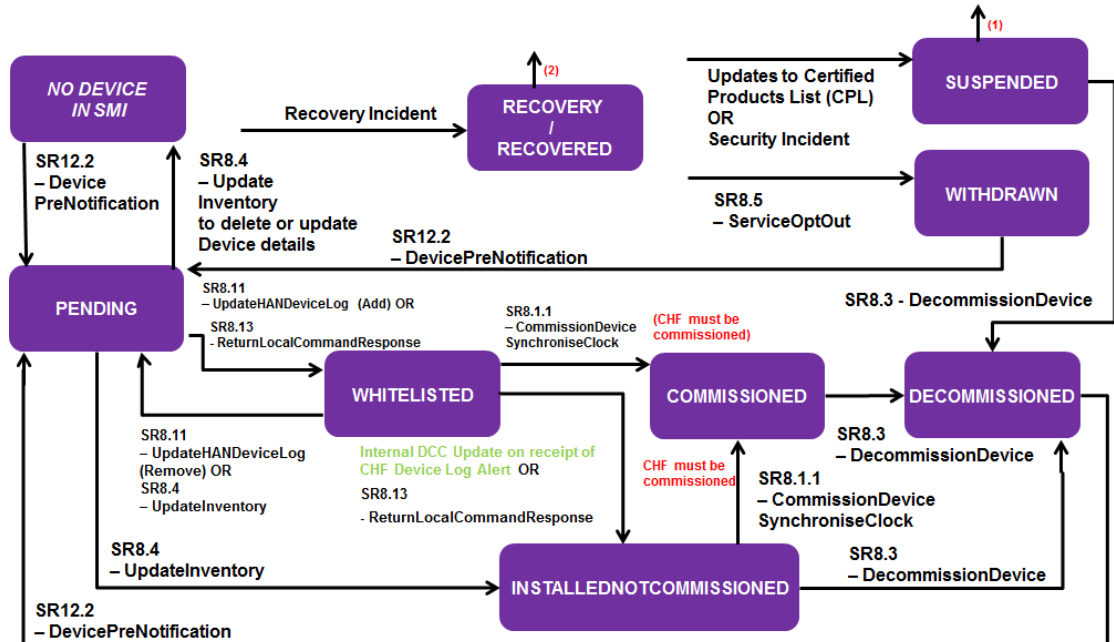 (1)
NO DEVICE
IN SMI
(2)
RECOVERY
/
RECOVERED
Recovery Incident
Updates to Certified
Products List (CPL)
OR
Security Incident
SUSPENDED
SR12.2
– Device
PreNotification
SR8.4
– Update
Inventory
to delete or update
Device details
SR8.5
– ServiceOptOut
WITHDRAWN
SR12.2
– DevicePreNotification
PENDING
SR8.11
– UpdateHANDeviceLog (Add) OR
SR8.13
- ReturnLocalCommandResponse
SR8.1.1
– CommissionDevice
SynchroniseClock
(CHF must be
commissioned)
SR8.3 - DecommissionDevice
WHITELISTED
COMMISSIONED
DECOMMISSIONED
SR8.11
– UpdateHANDeviceLog
(Remove) OR
SR8.4
– UpdateInventory
Internal DCC Update on receipt of
CHF Device Log Alert OR
SR8.13
- ReturnLocalCommandResponse
CHF must be
commissioned
SR8.3
– DecommissionDevice
SR8.1.1
– CommissionDevice
SynchroniseClock
SR8.4
– UpdateInventory
INSTALLEDNOTCOMMISSIONED
SR8.3
– DecommissionDevice
SR12.2
– DevicePreNotification